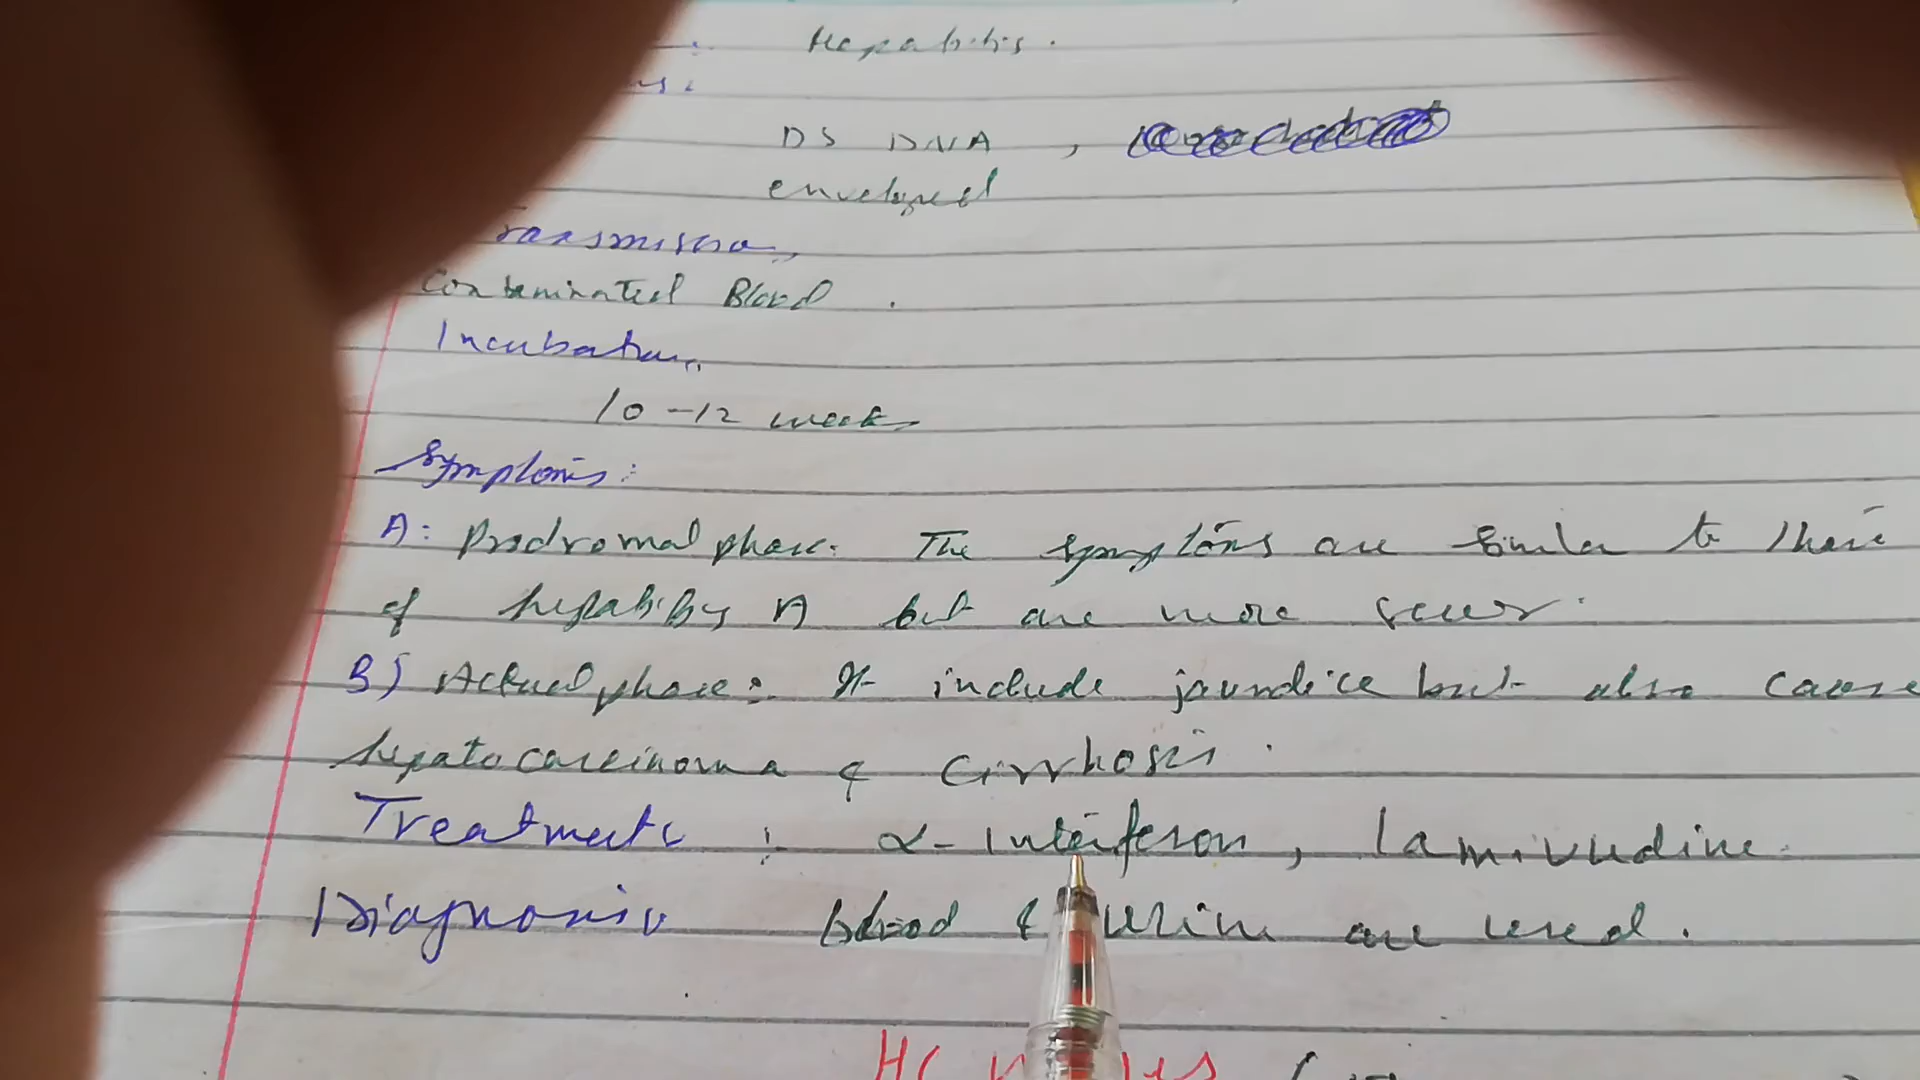 Hepatitis.
DS DNA ,
enveloped
Transmission
Contaminated Blood .
Incubation
10-12 weeks
Symptoms:
A: Prodromal phase: The symptoms are similar to those
of hepatitis A but are more sever.
B) Actual phase: It include jaundice but also cause
hepatocarcinoma & Cirrhosis.
Treatment :- α-Interferon, lamivudine.
Diagnosis blood & urine are used.